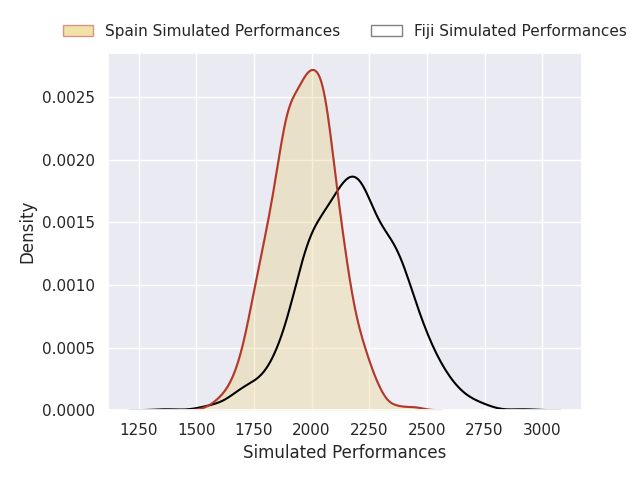 Spain Simulated Performances Fiji Simulated Performances
0.0025
0.0020
0.0015
0.0010
0.0005
0.0000
Density
1250 1500 1750 2000 2250 2500 2750 3000
Simulated Performances